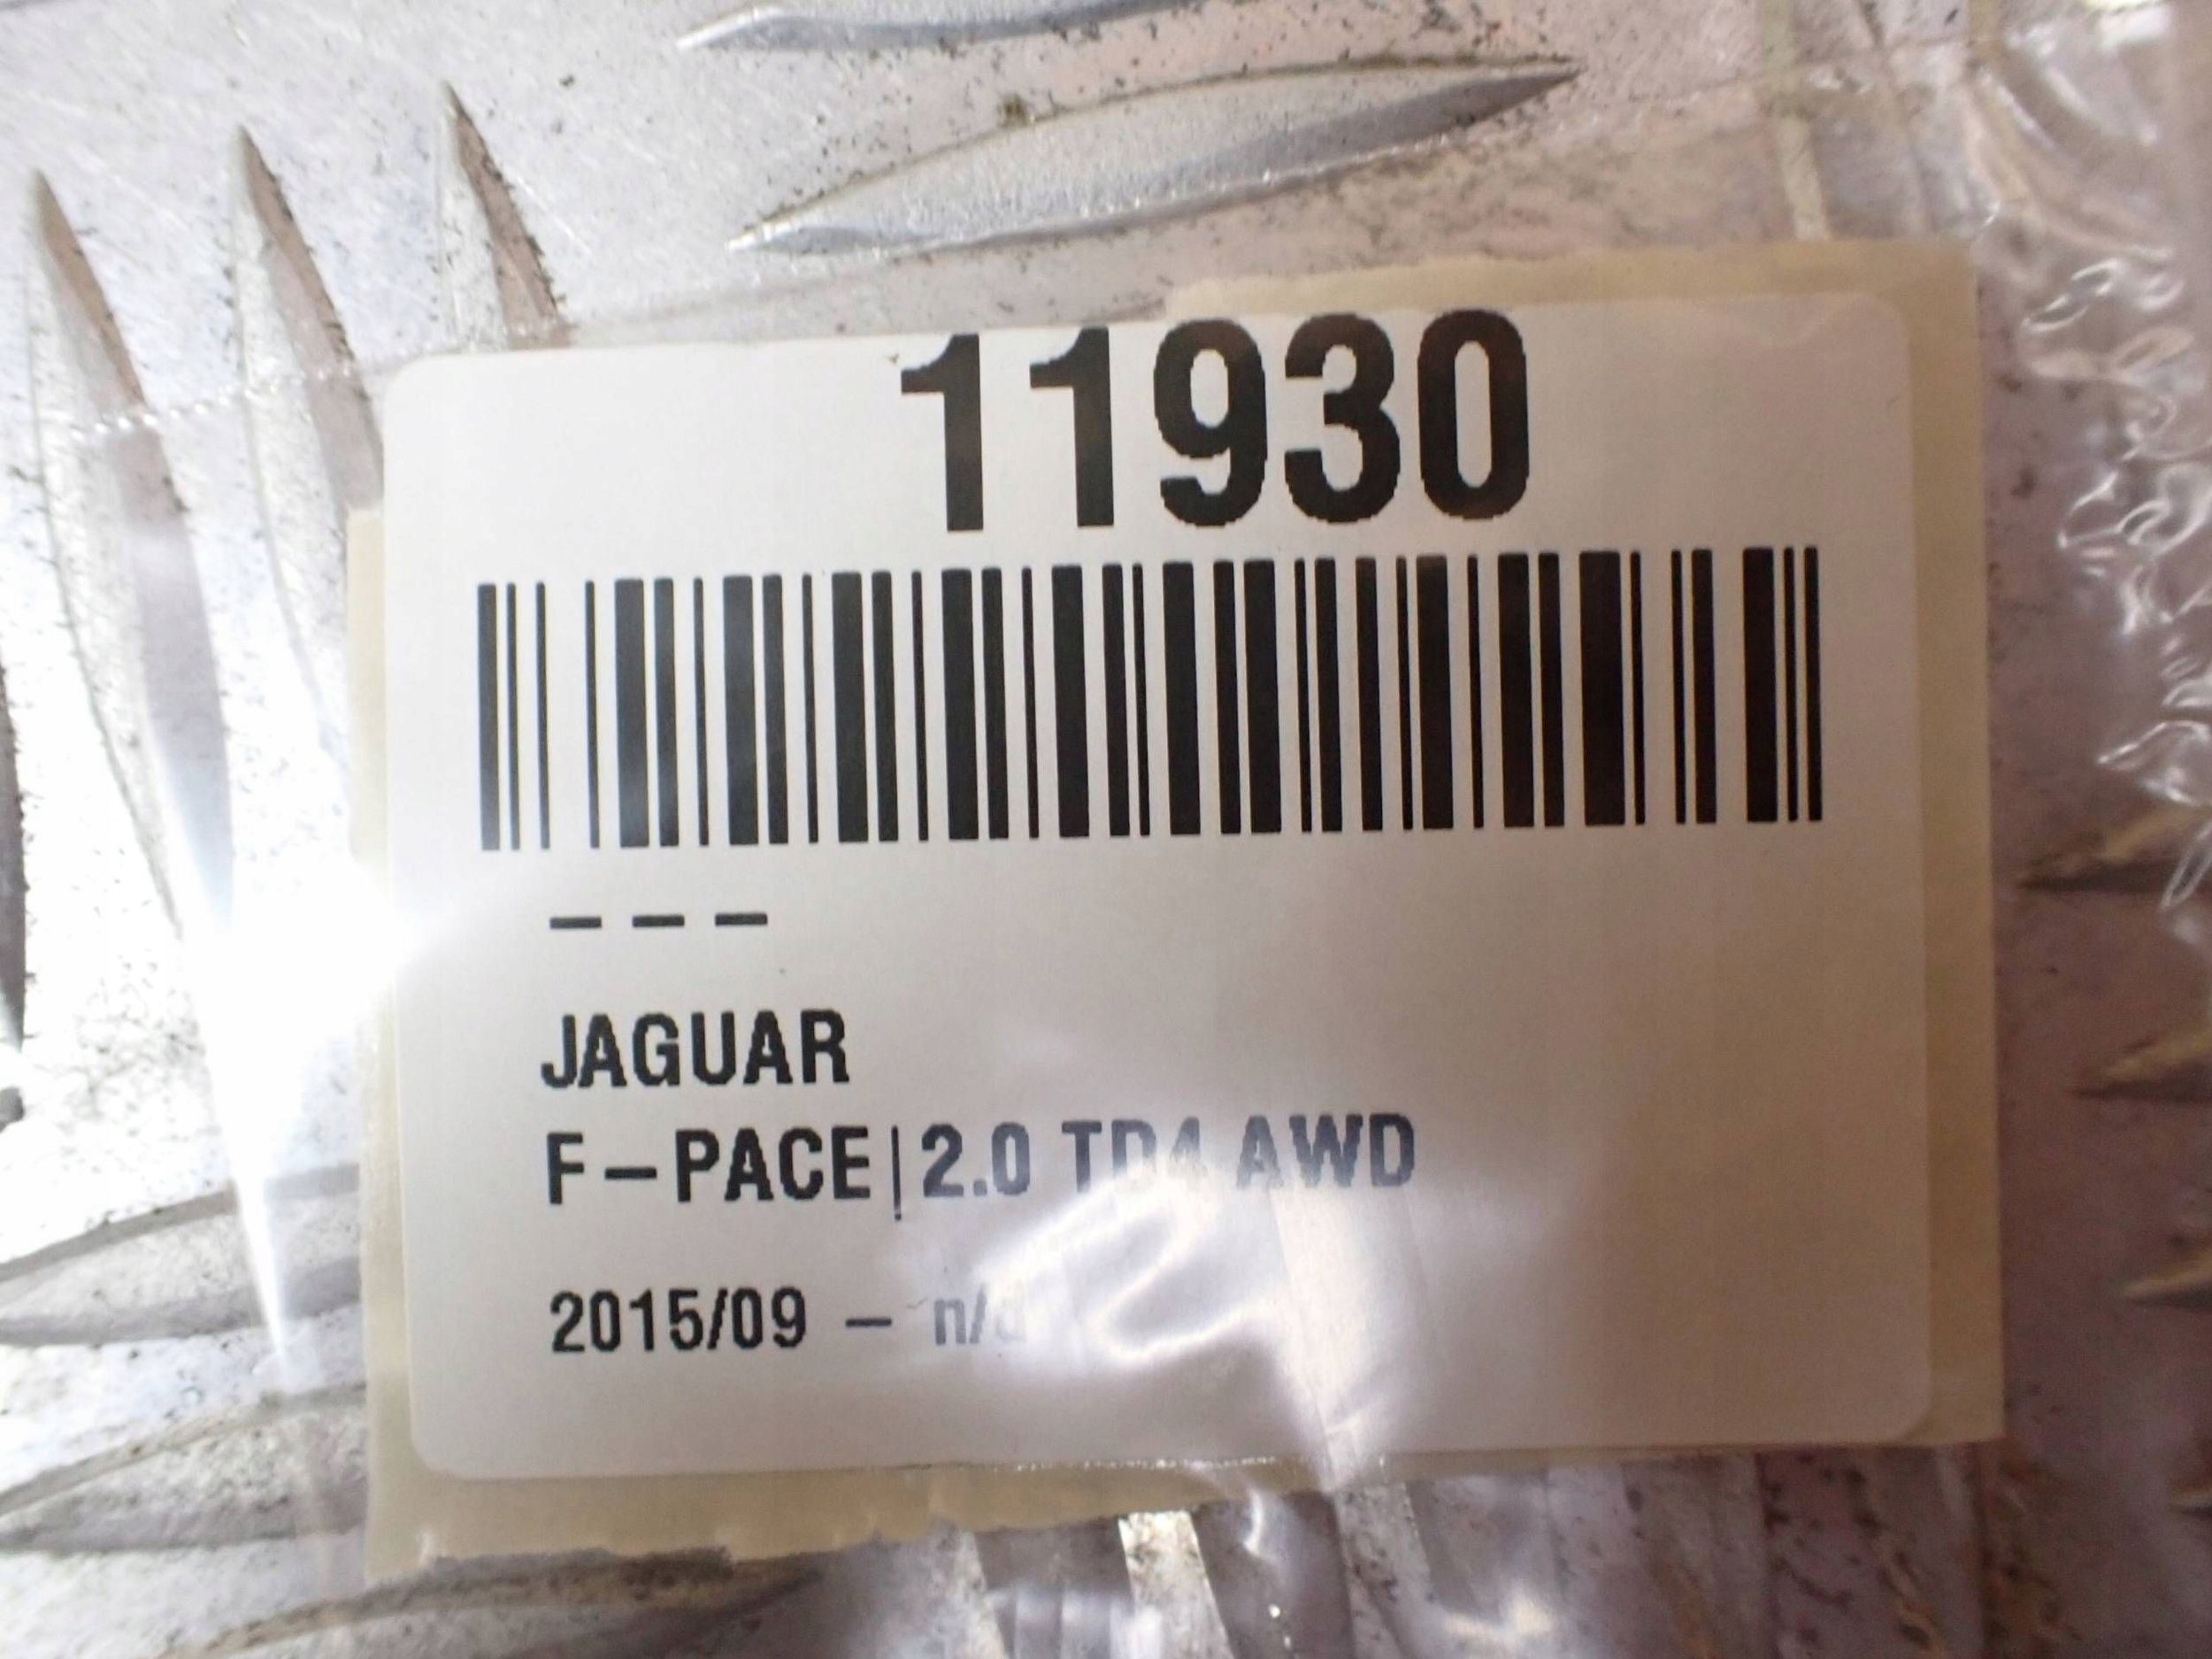 11930
– – –
JAGUAR
F-PACE|2.0 TD4 AWD
2015/09 – n/d